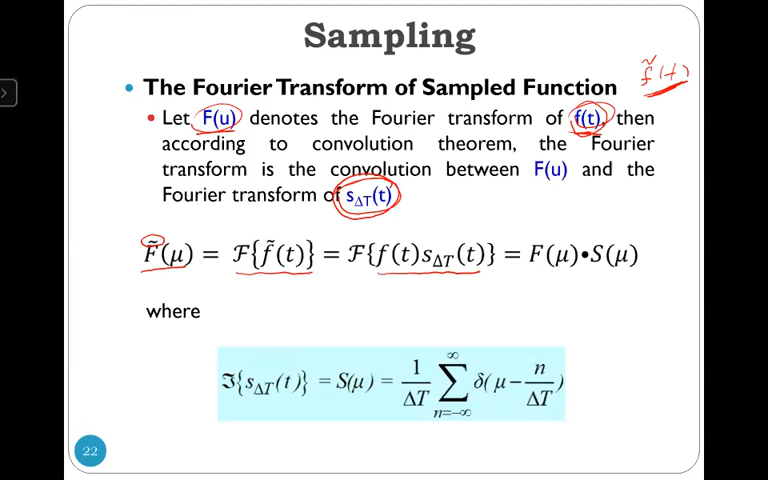 Sampling
f̃(t)
• The Fourier Transform of Sampled Function
• Let F(u) denotes the Fourier transform of f(t), then
according to convolution theorem, the Fourier
transform is the convolution between F(u) and the
Fourier transform of s_ΔT(t)
F̃(μ) = ℱ{f̃(t)} = ℱ{f(t)s_ΔT(t)} = F(μ)•S(μ)
where
ℑ{s_ΔT(t)} = S(μ) = 1/ΔT ∑_{n=−∞}^{∞} δ(μ − n/ΔT)
22